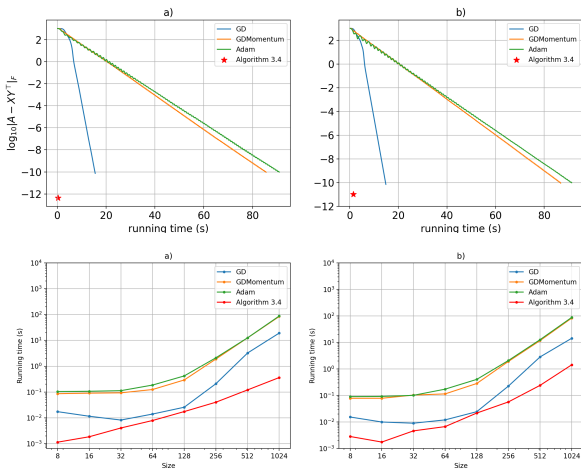 a)
b)
GD
GDMomentum
Adam
Algorithm 3.4
GD
GDMomentum
Adam
Algorithm 3.4
log₁₀|A − XY⊤|F
2
0
−2
−4
−6
−8
−10
−12
2
0
−2
−4
−6
−8
−10
−12
0 20 40 60 80
0 20 40 60 80
running time (s)
running time (s)
a)
b)
GD
GDMomentum
Adam
Algorithm 3.4
GD
GDMomentum
Adam
Algorithm 3.4
Running time (s)
Running time (s)
10⁴
10³
10²
10¹
10⁰
10⁻¹
10⁻²
10⁻³
10⁴
10³
10²
10¹
10⁰
10⁻¹
10⁻²
10⁻³
8 16 32 64 128 256 512 1024
8 16 32 64 128 256 512 1024
Size
Size